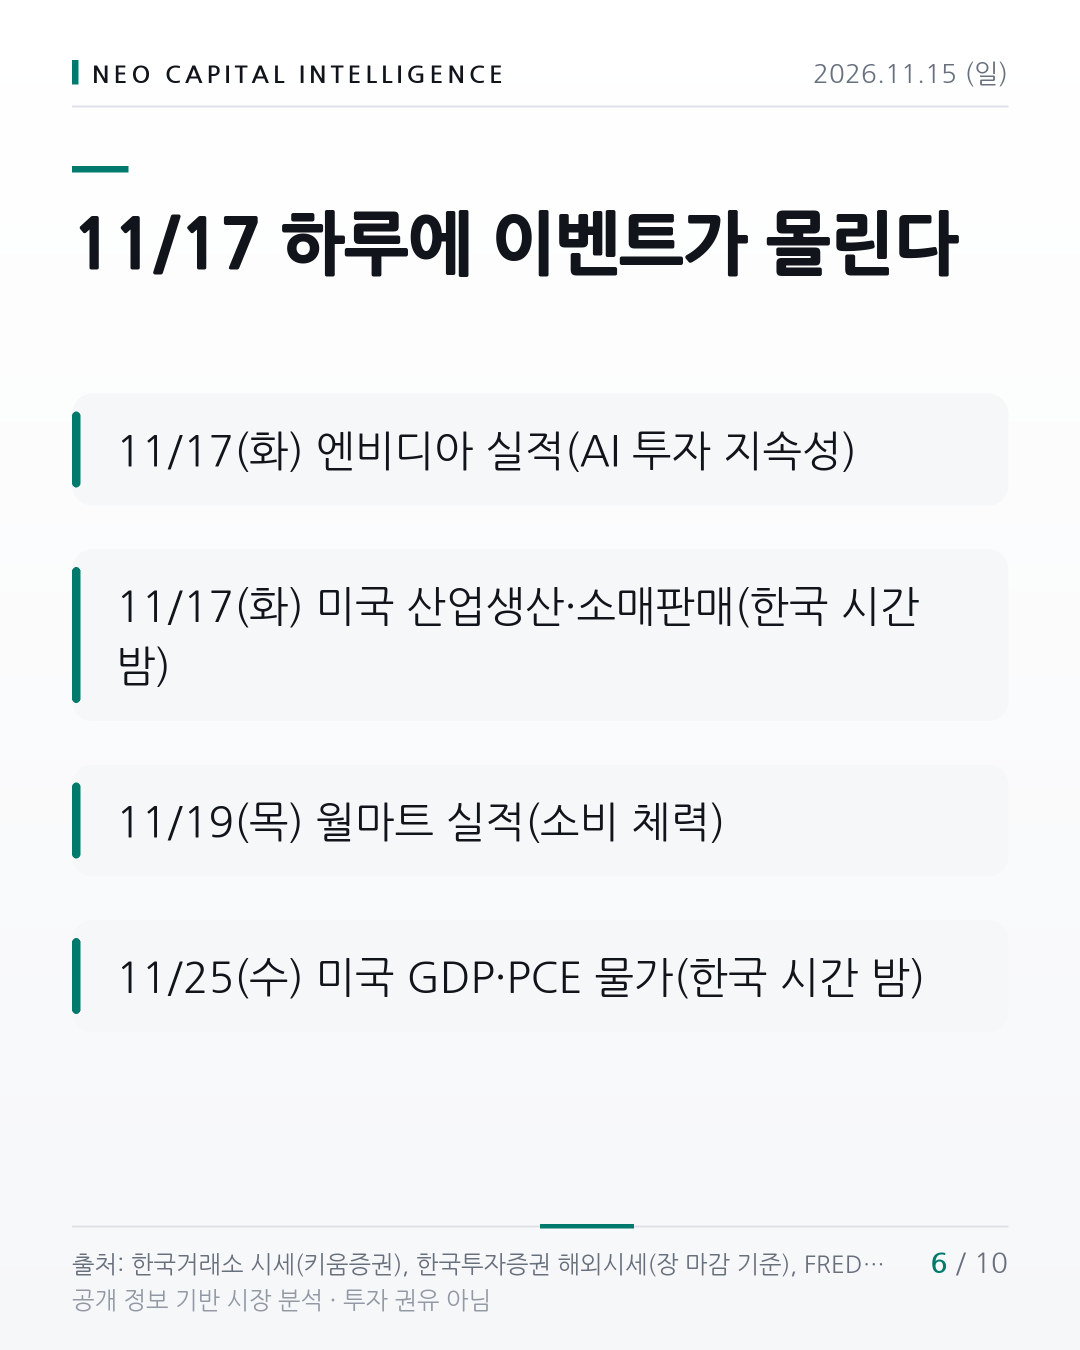 NEO CAPITAL INTELLIGENCE
2026.11.15 (일)
11/17 하루에 이벤트가 몰린다
11/17(화) 엔비디아 실적(AI 투자 지속성)
11/17(화) 미국 산업생산·소매판매(한국 시간
밤)
11/19(목) 월마트 실적(소비 체력)
11/25(수) 미국 GDP·PCE 물가(한국 시간 밤)
출처: 한국거래소 시세(키움증권), 한국투자증권 해외시세(장 마감 기준), FRED…
6 / 10
공개 정보 기반 시장 분석 · 투자 권유 아님